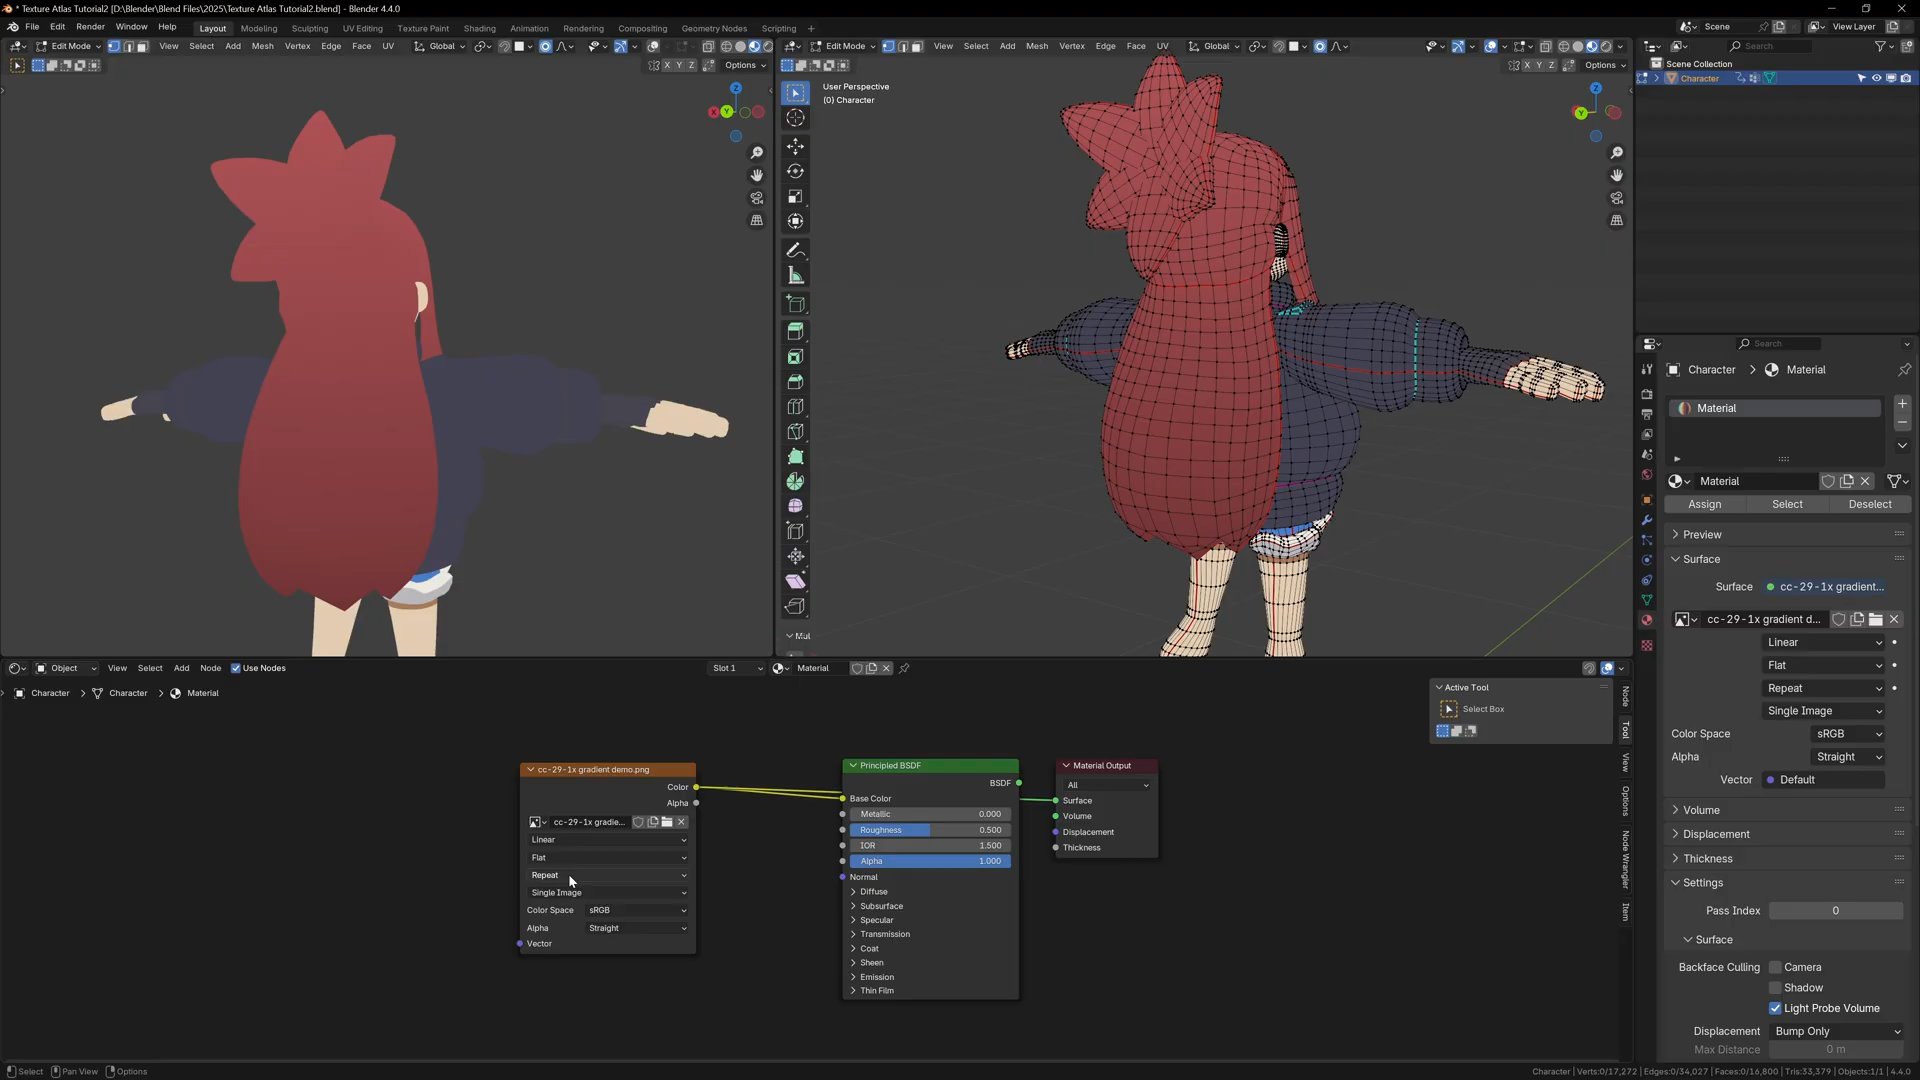 * Texture Atlas Tutorial2 [D:\Blender\Blend Files\2025\Texture Atlas Tutorial2.blend] - Blender 4.4.0
File Edit Render Window Help Layout Modeling Sculpting UV Editing Texture Paint Shading Animation Rendering Compositing Geometry Nodes Scripting + Scene View Layer
Edit Mode View Select Add Mesh Vertex Edge Face UV Global
Edit Mode View Select Add Mesh Vertex Edge Face UV Global
Search
X Y Z Options
X Y Z Options
Scene Collection
Character
User Perspective
(0) Character
Z
X Y
Z
Y
Mul
Search
Character > Material
Material
Material
Assign Select Deselect
Preview
Surface
Surface cc-29-1x gradient...
cc-29-1x gradient d...
Linear
Flat
Repeat
Single Image
Color Space sRGB
Alpha Straight
Vector Default
Volume
Displacement
Thickness
Settings
Pass Index 0
Surface
Backface Culling Camera
Shadow
Light Probe Volume
Displacement Bump Only
Max Distance 0 m
Object View Select Add Node Use Nodes Slot 1 Material
Character > Character > Material
Active Tool
Select Box
Node
Tool
View
Options
Node Wrangler
Item
cc-29-1x gradient demo.png
Color
Alpha
cc-29-1x gradie...
Linear
Flat
Repeat
Single Image
Color Space sRGB
Alpha Straight
Vector
Principled BSDF
BSDF
Base Color
Metallic 0.000
Roughness 0.500
IOR 1.500
Alpha 1.000
Normal
Diffuse
Subsurface
Specular
Transmission
Coat
Sheen
Emission
Thin Film
Material Output
All
Surface
Volume
Displacement
Thickness
Select Pan View Options
Character | Verts:0/17,272 | Edges:0/34,027 | Faces:0/16,800 | Tris:33,379 | Objects:1/1 | 4.4.0